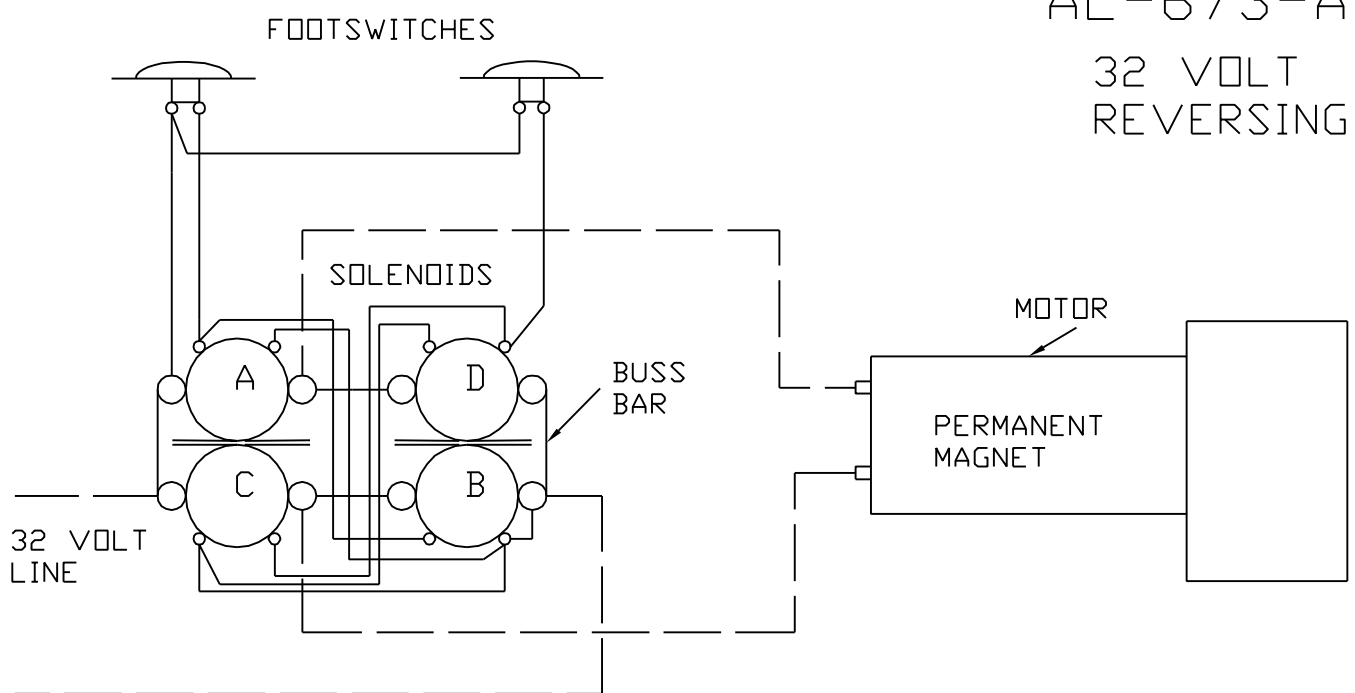 FOOTSWITCHES
32 VOLT
REVERSING
SOLENOIDS
MOTOR
A
D
BUSS
BAR
PERMANENT
MAGNET
C
B
32 VOLT
LINE